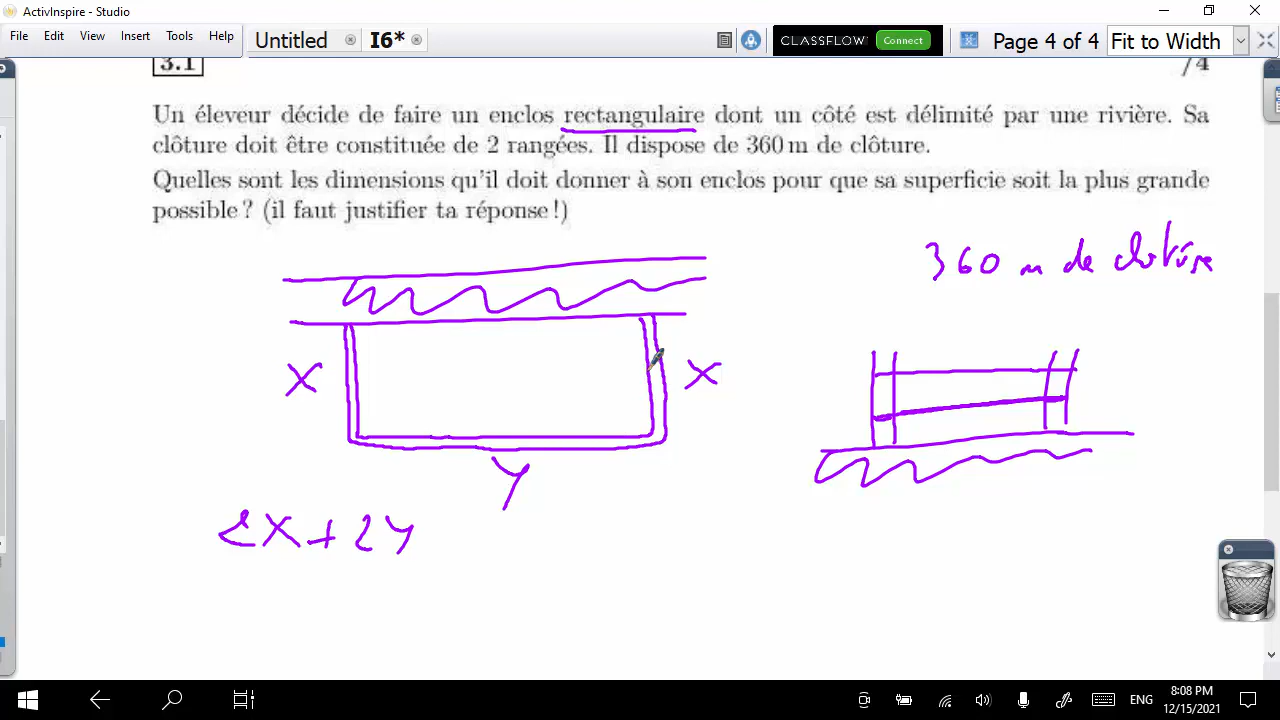 ActivInspire - Studio
File Edit View Insert Tools Help
Untitled
I6*
CLASSFLOW Connect
Page 4 of 4
Fit to Width
3.1
/4
Un éleveur décide de faire un enclos rectangulaire dont un côté est délimité par une rivière. Sa
clôture doit être constituée de 2 rangées. Il dispose de 360 m de clôture.
Quelles sont les dimensions qu'il doit donner à son enclos pour que sa superficie soit la plus grande
possible ? (il faut justifier ta réponse !)
360 m de clôture
X
X
Y
2X + 2Y
ENG
8:08 PM
12/15/2021